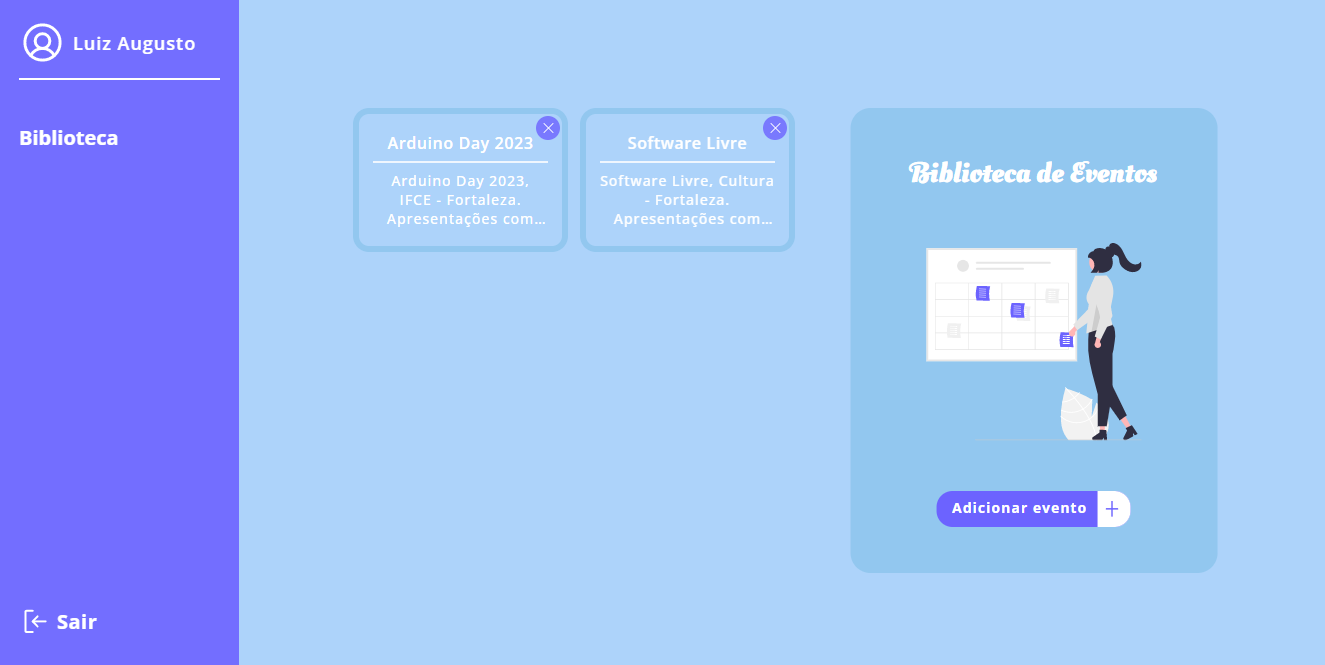 Luiz Augusto
Biblioteca
Arduino Day 2023
Arduino Day 2023,
IFCE - Fortaleza.
Apresentações com...
Software Livre
Software Livre, Cultura
- Fortaleza.
Apresentações com...
Biblioteca de Eventos
Adicionar evento
Sair